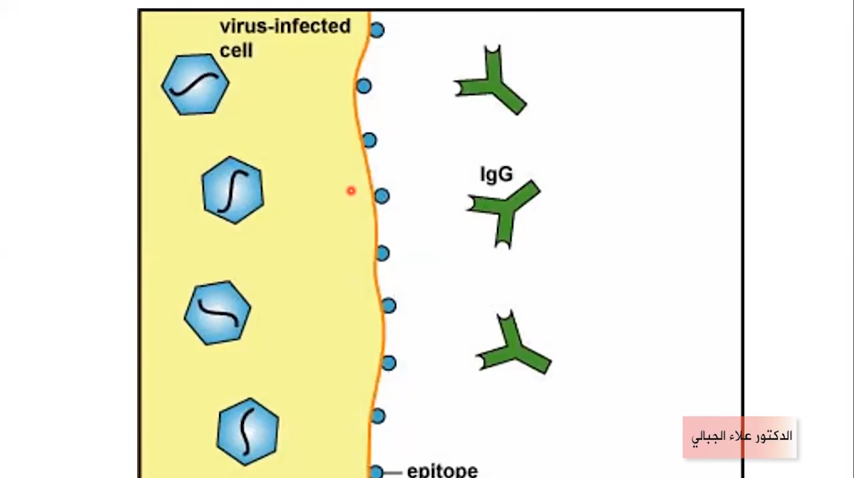 virus-infected
cell
IgG
الدكتور علاء الجبالي
epitope